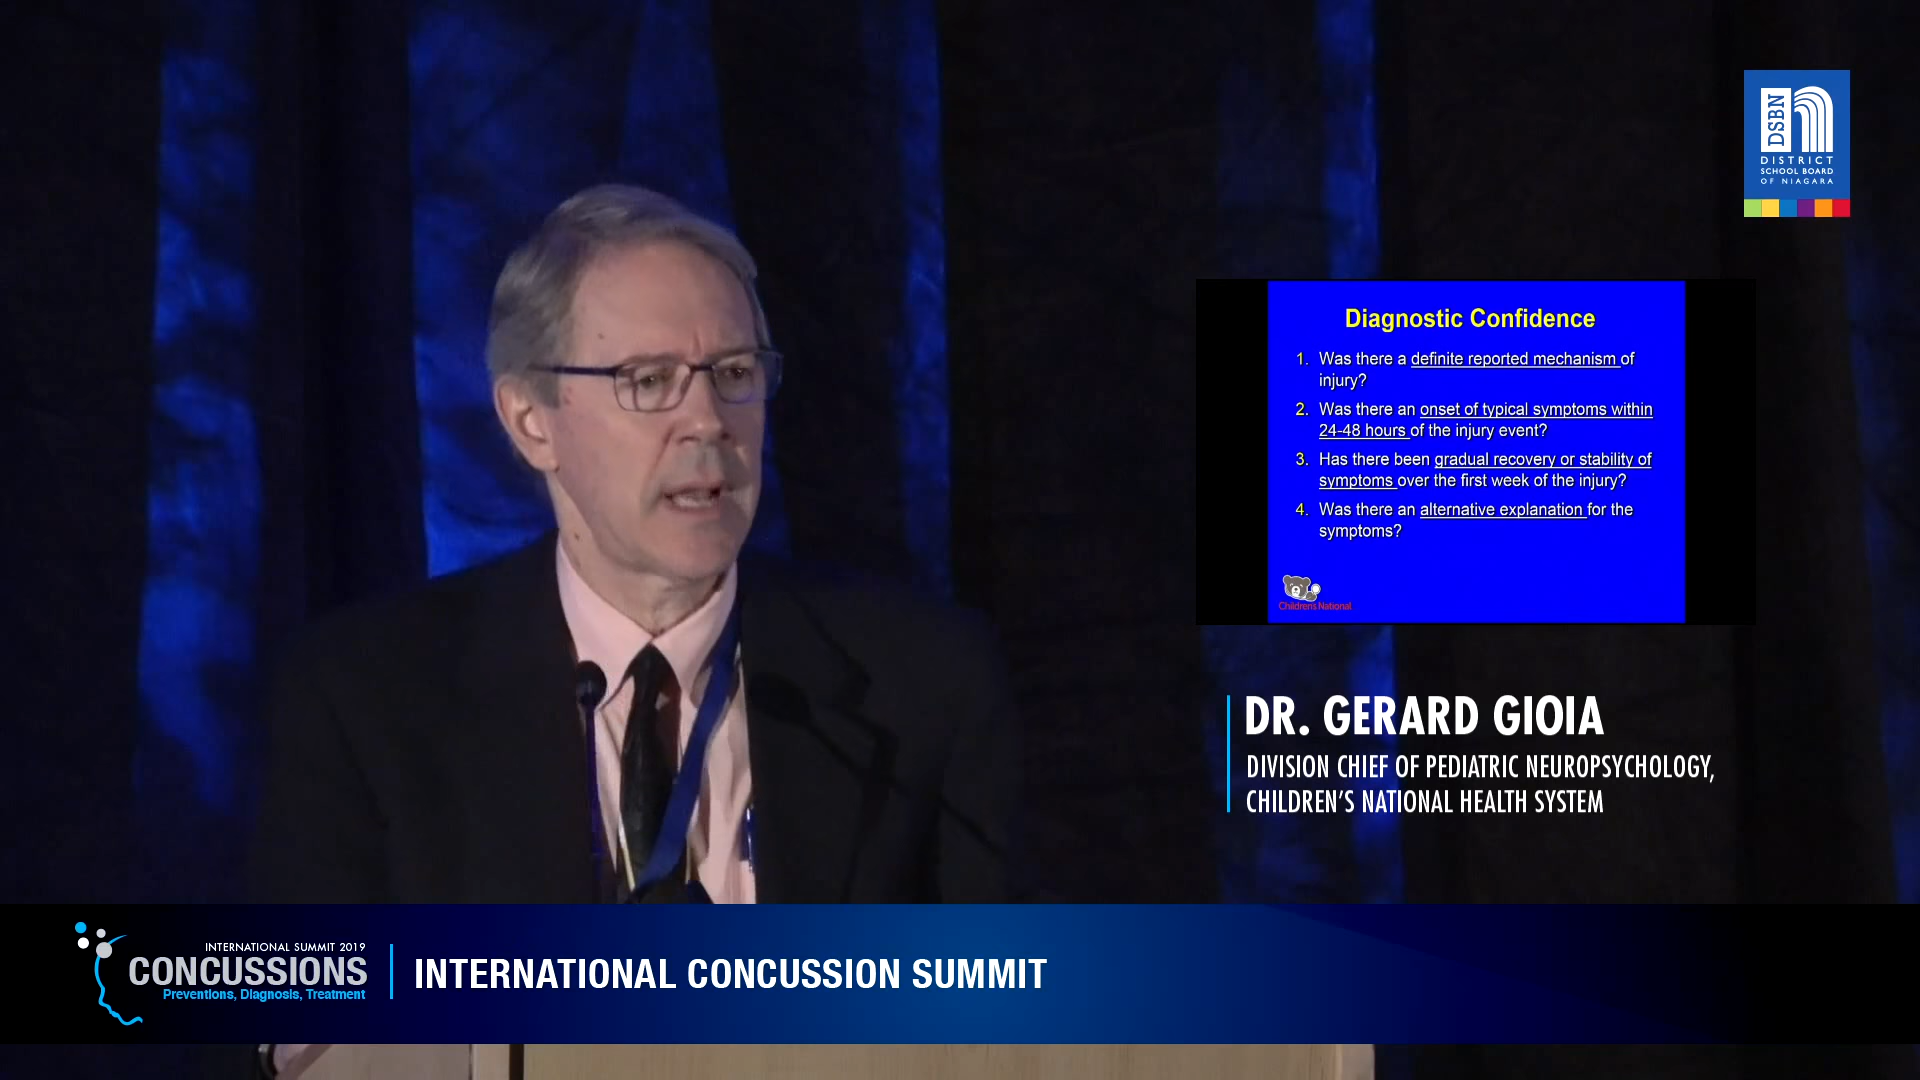 DSBN
DISTRICT
SCHOOL BOARD
OF NIAGARA
Diagnostic Confidence
1. Was there a definite reported mechanism of
injury?
2. Was there an onset of typical symptoms within
24-48 hours of the injury event?
3. Has there been gradual recovery or stability of
symptoms over the first week of the injury?
4. Was there an alternative explanation for the
symptoms?
Children's National
DR. GERARD GIOIA
DIVISION CHIEF OF PEDIATRIC NEUROPSYCHOLOGY,
CHILDREN'S NATIONAL HEALTH SYSTEM
INTERNATIONAL SUMMIT 2019
CONCUSSIONS
Preventions, Diagnosis, Treatment
INTERNATIONAL CONCUSSION SUMMIT